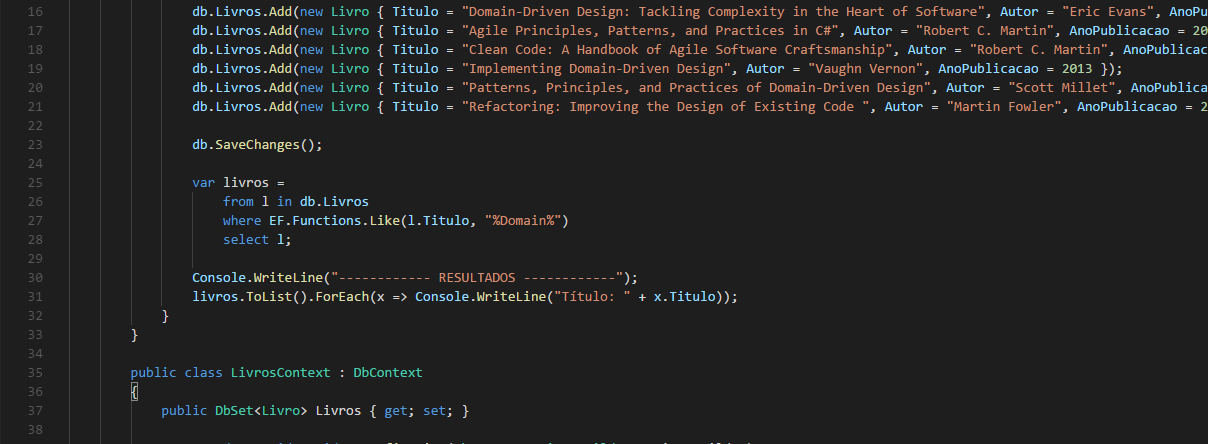 16 db.Livros.Add(new Livro { Titulo = "Domain-Driven Design: Tackling Complexity in the Heart of Software", Autor = "Eric Evans", AnoPu
17 db.Livros.Add(new Livro { Titulo = "Agile Principles, Patterns, and Practices in C#", Autor = "Robert C. Martin", AnoPublicacao = 20
18 db.Livros.Add(new Livro { Titulo = "Clean Code: A Handbook of Agile Software Craftsmanship", Autor = "Robert C. Martin", AnoPublicac
19 db.Livros.Add(new Livro { Titulo = "Implementing Domain-Driven Design", Autor = "Vaughn Vernon", AnoPublicacao = 2013 });
20 db.Livros.Add(new Livro { Titulo = "Patterns, Principles, and Practices of Domain-Driven Design", Autor = "Scott Millet", AnoPublica
21 db.Livros.Add(new Livro { Titulo = "Refactoring: Improving the Design of Existing Code ", Autor = "Martin Fowler", AnoPublicacao = 2
22
23 db.SaveChanges();
24
25 var livros =
26 from l in db.Livros
27 where EF.Functions.Like(l.Titulo, "%Domain%")
28 select l;
29
30 Console.WriteLine("------------ RESULTADOS ------------");
31 livros.ToList().ForEach(x => Console.WriteLine("Título: " + x.Titulo));
32 }
33 }
34
35 public class LivrosContext : DbContext
36 {
37 public DbSet<Livro> Livros { get; set; }
38